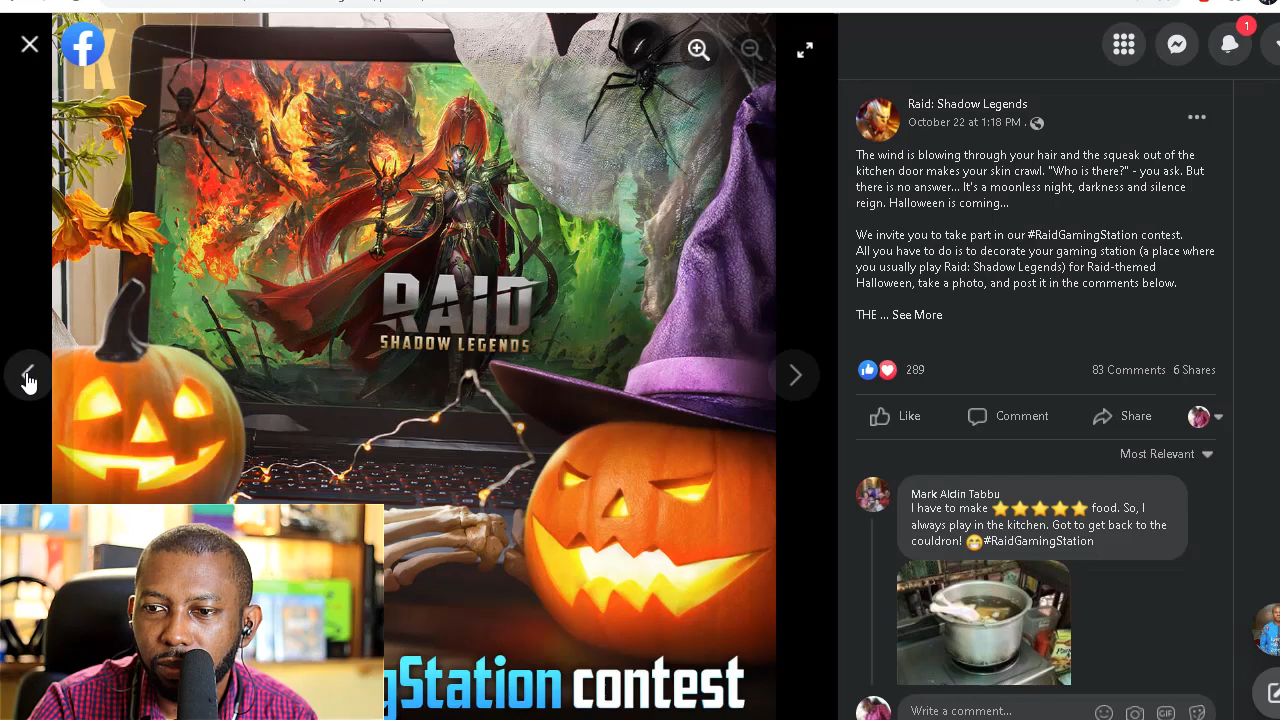 1
RAID
SHADOW LEGENDS
gStation contest
Raid: Shadow Legends
October 22 at 1:18 PM .
The wind is blowing through your hair and the squeak out of the
kitchen door makes your skin crawl. "Who is there?" - you ask. But
there is no answer... It's a moonless night, darkness and silence
reign. Halloween is coming...
We invite you to take part in our #RaidGamingStation contest.
All you have to do is to decorate your gaming station (a place where
you usually play Raid: Shadow Legends) for Raid-themed
Halloween, take a photo, and post it in the comments below.
THE ... See More
289
83 Comments 6 Shares
Like
Comment
Share
Most Relevant
Mark Aldin Tabbu
I have to make ⭐⭐⭐⭐⭐ food. So, I
always play in the kitchen. Got to get back to the
couldron! 😁#RaidGamingStation
Write a comment...
GIF